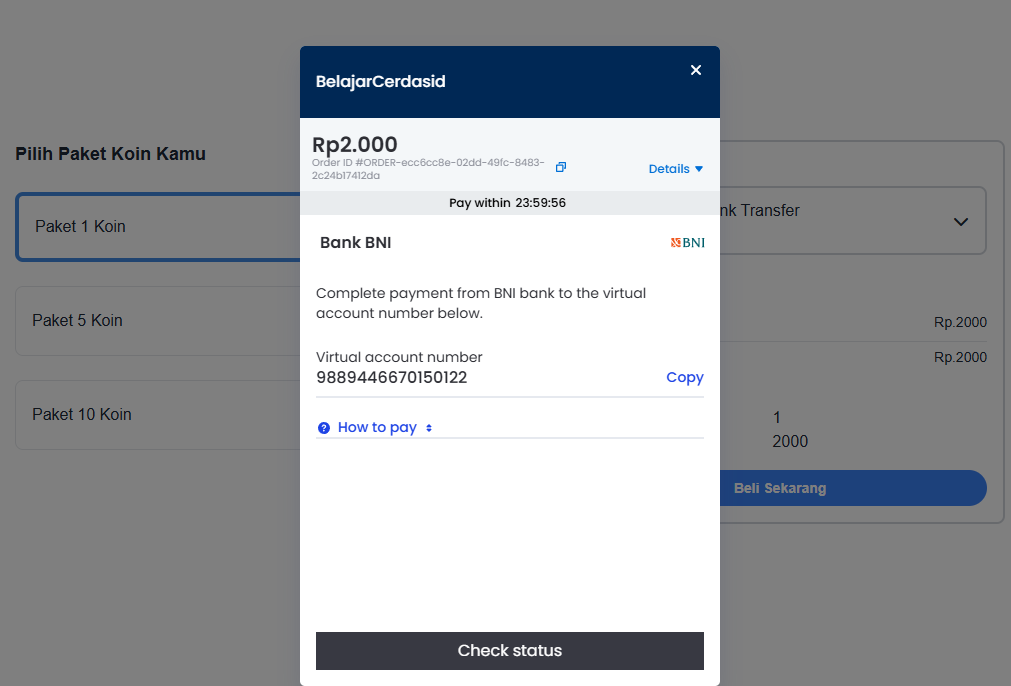 BelajarCerdasid
Rp2.000
Order ID #ORDER-ecc6cc8e-02dd-49fc-8483-
2c24b17412da
Details
Pay within 23:59:56
Bank BNI
BNI
Complete payment from BNI bank to the virtual
account number below.
Virtual account number
9889446670150122
Copy
How to pay
Check status
Pilih Paket Koin Kamu
Paket 1 Koin
Paket 5 Koin
Paket 10 Koin
nk Transfer
Rp.2000
Rp.2000
1
2000
Beli Sekarang